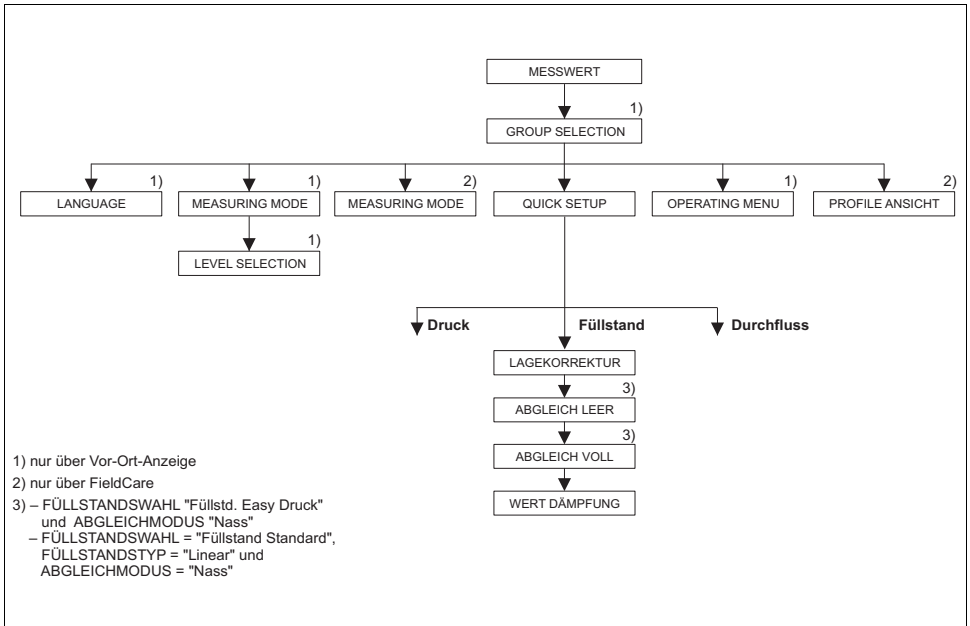 MESSWERT
1)
GROUP SELECTION
1)
1)
2)
1)
2)
LANGUAGE
MEASURING MODE
MEASURING MODE
QUICK SETUP
OPERATING MENU
PROFILE ANSICHT
1)
LEVEL SELECTION
Druck
Füllstand
Durchfluss
LAGEKORREKTUR
3)
ABGLEICH LEER
3)
ABGLEICH VOLL
WERT DÄMPFUNG
1) nur über Vor-Ort-Anzeige
2) nur über FieldCare
3) – FÜLLSTANDSWAHL "Füllstd. Easy Druck"
und ABGLEICHMODUS "Nass"
– FÜLLSTANDSWAHL = "Füllstand Standard",
FÜLLSTANDSTYP = "Linear" und
ABGLEICHMODUS = "Nass"